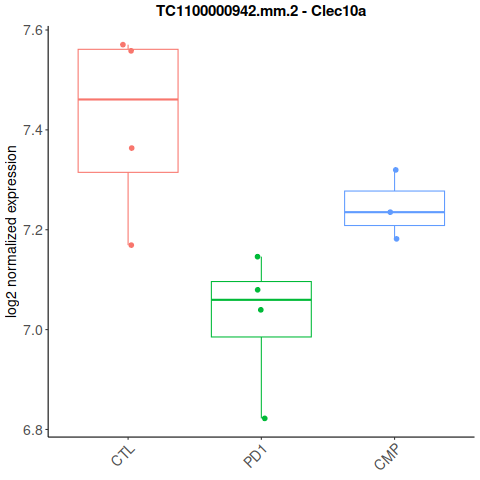 TC1100000942.mm.2 - Clec10a
log2 normalized expression
7.6
7.4
7.2
7.0
6.8
CTL
PD1
CMP